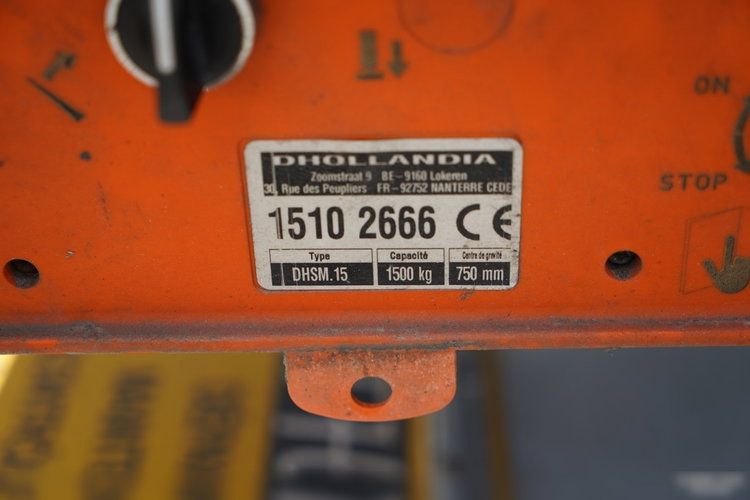 ON
STOP
DHOLLANDIA
Zoomstraat 9 BE-9160 Lokeren
30, Rue des Peupliers FR-92752 NANTERRE CEDE
1510 2666 CE
Type Capacité Centre de gravité
DHSM.15 1500 kg 750 mm